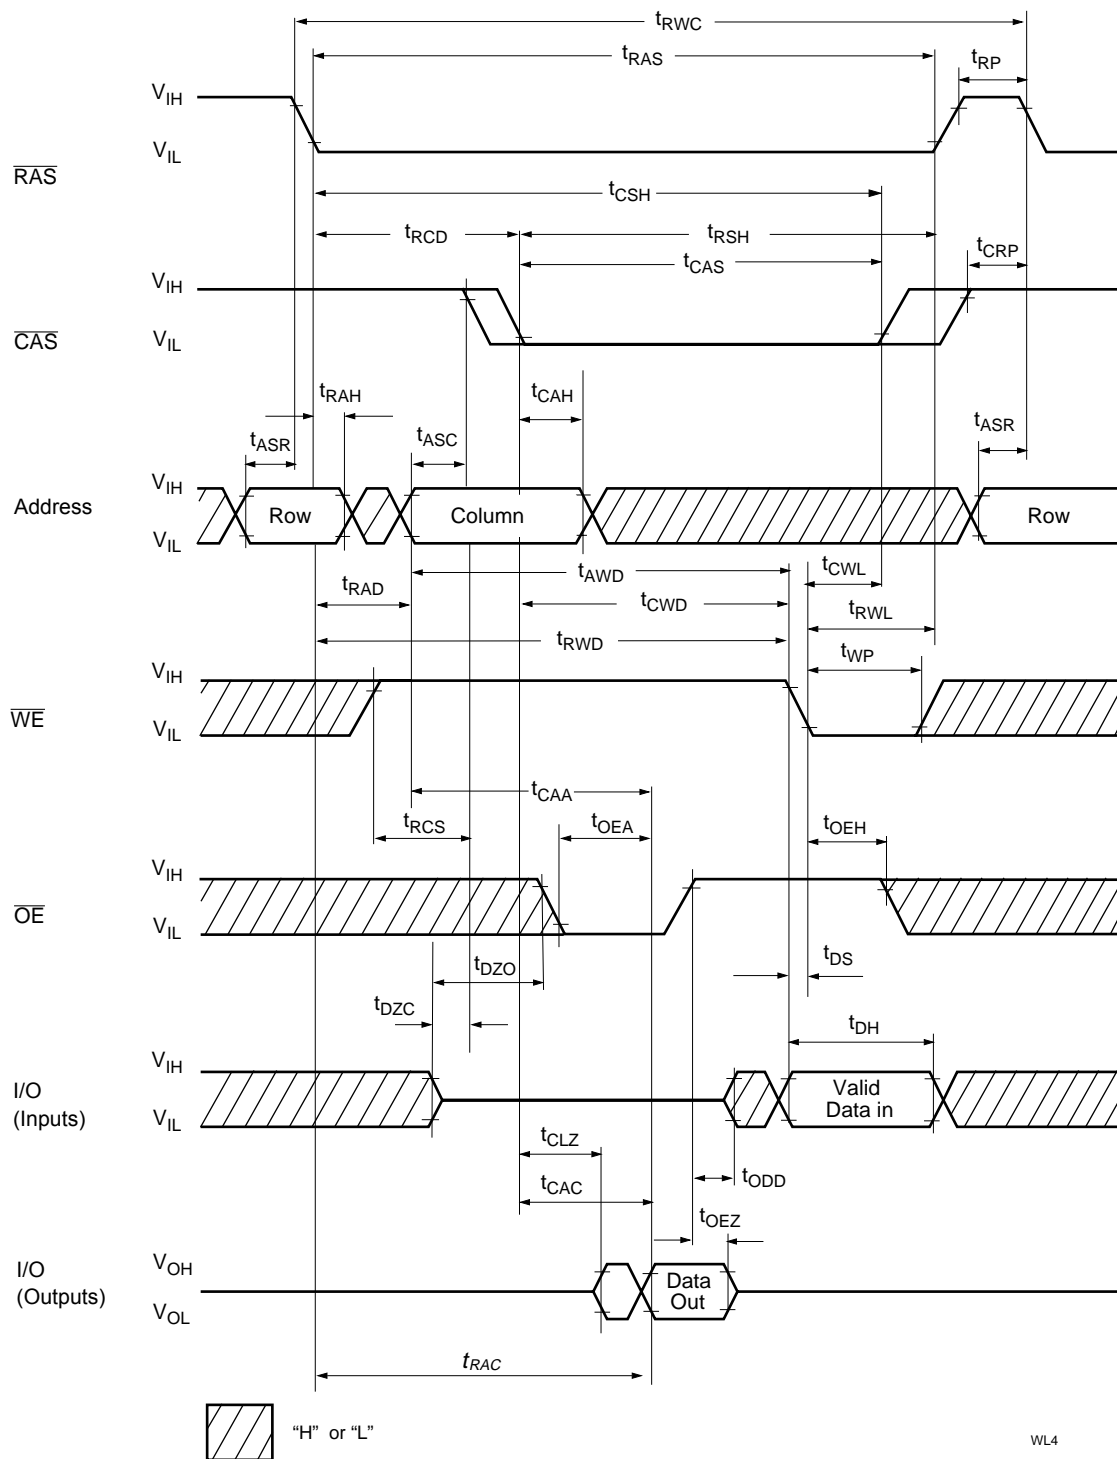 tRWC
tRAS
tRP
VIH
VIL
RAS
tCSH
tRCD
tRSH
tCAS
tCRP
VIH
CAS
VIL
tRAH
tCAH
tASR
tASC
tASR
VIH
Address
Row
Column
Row
VIL
tAWD
tCWL
tRAD
tCWD
tRWL
tRWD
tWP
VIH
WE
VIL
tCAA
tRCS
tOEA
tOEH
VIH
OE
VIL
tDZO
tDS
tDZC
tDH
VIH
I/O
(Inputs)
VIL
Valid
Data in
tCLZ
tODD
tCAC
tOEZ
VOH
I/O
(Outputs)
VOL
Data
Out
tRAC
“H” or “L”
WL4